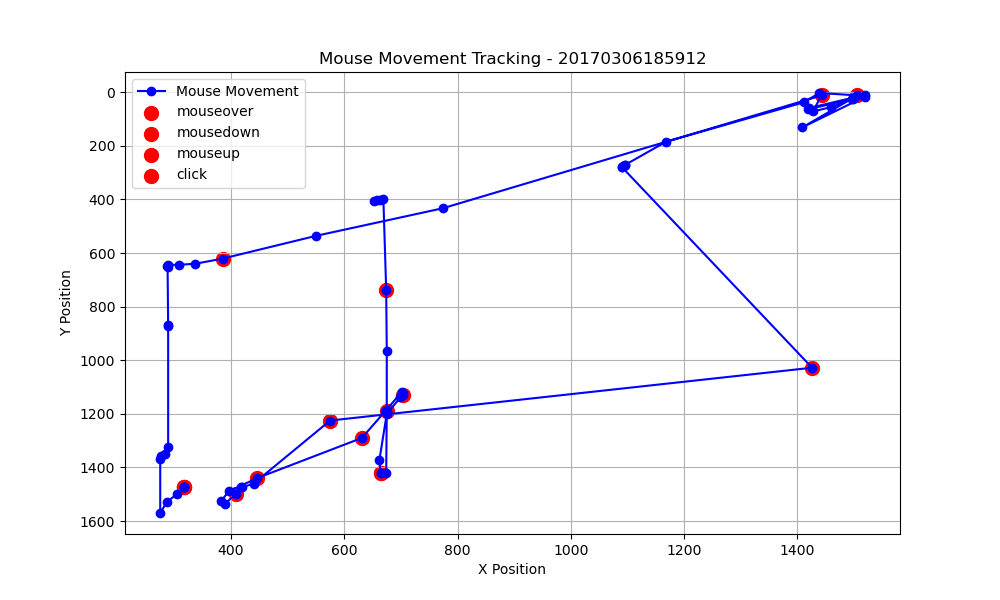 Mouse Movement Tracking - 20170306185912
Mouse Movement
mouseover
mousedown
mouseup
click
Y Position
0
200
400
600
800
1000
1200
1400
1600
400 600 800 1000 1200 1400
X Position